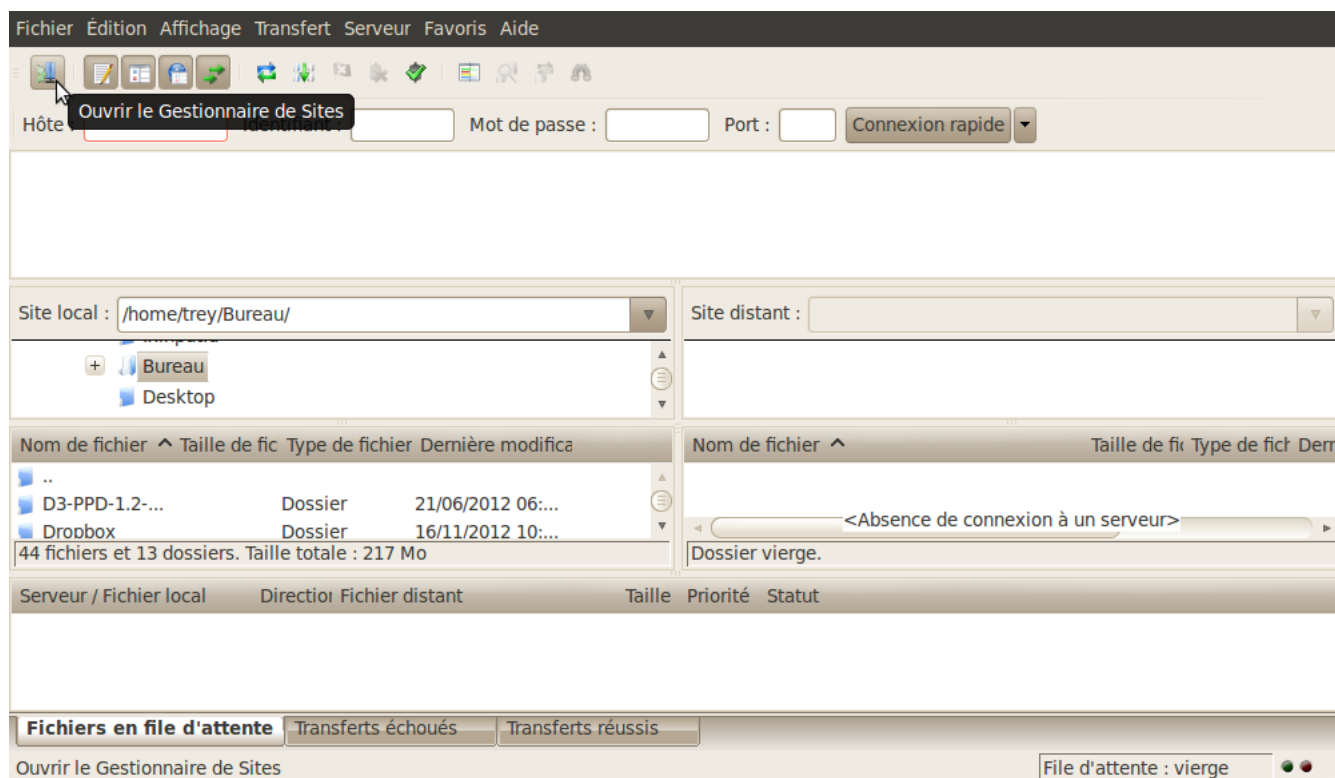 Fichier Édition Affichage Transfert Serveur Favoris Aide
Ouvrir le Gestionnaire de Sites
Hôte : Identifiant : Mot de passe : Port : Connexion rapide
Site local : /home/trey/Bureau/
Site distant :
Bureau
Desktop
Nom de fichier Taille de fic Type de fichier Dernière modifica
Nom de fichier Taille de fic Type de fich Dern
..
D3-PPD-1.2-... Dossier 21/06/2012 06:...
Dropbox Dossier 16/11/2012 10:...
<Absence de connexion à un serveur>
44 fichiers et 13 dossiers. Taille totale : 217 Mo
Dossier vierge.
Serveur / Fichier local Direction Fichier distant Taille Priorité Statut
Fichiers en file d'attente Transferts échoués Transferts réussis
Ouvrir le Gestionnaire de Sites
File d'attente : vierge